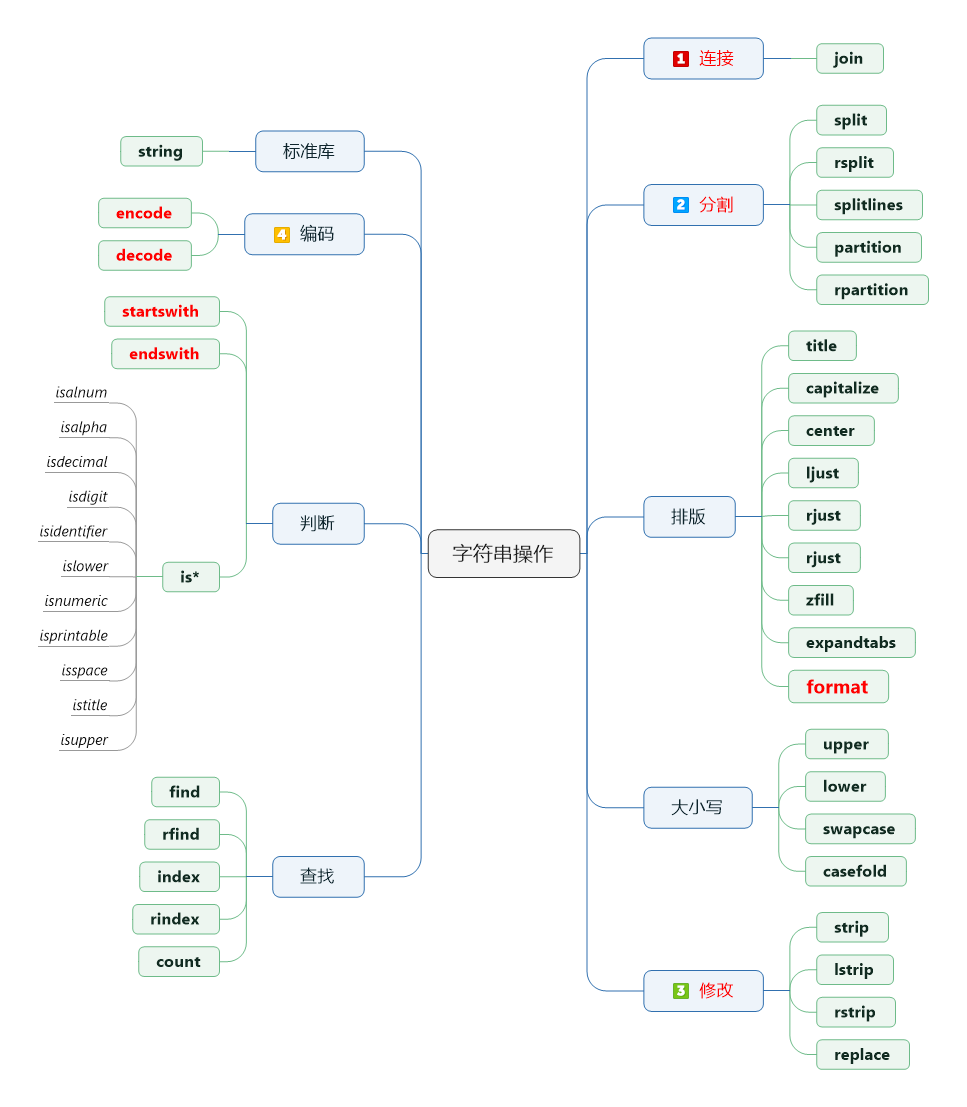 字符串操作
1 连接
join
2 分割
split
rsplit
splitlines
partition
rpartition
排版
title
capitalize
center
ljust
rjust
rjust
zfill
expandtabs
format
大小写
upper
lower
swapcase
casefold
3 修改
strip
lstrip
rstrip
replace
标准库
string
4 编码
encode
decode
判断
startswith
endswith
is*
isalnum
isalpha
isdecimal
isdigit
isidentifier
islower
isnumeric
isprintable
isspace
istitle
isupper
查找
find
rfind
index
rindex
count